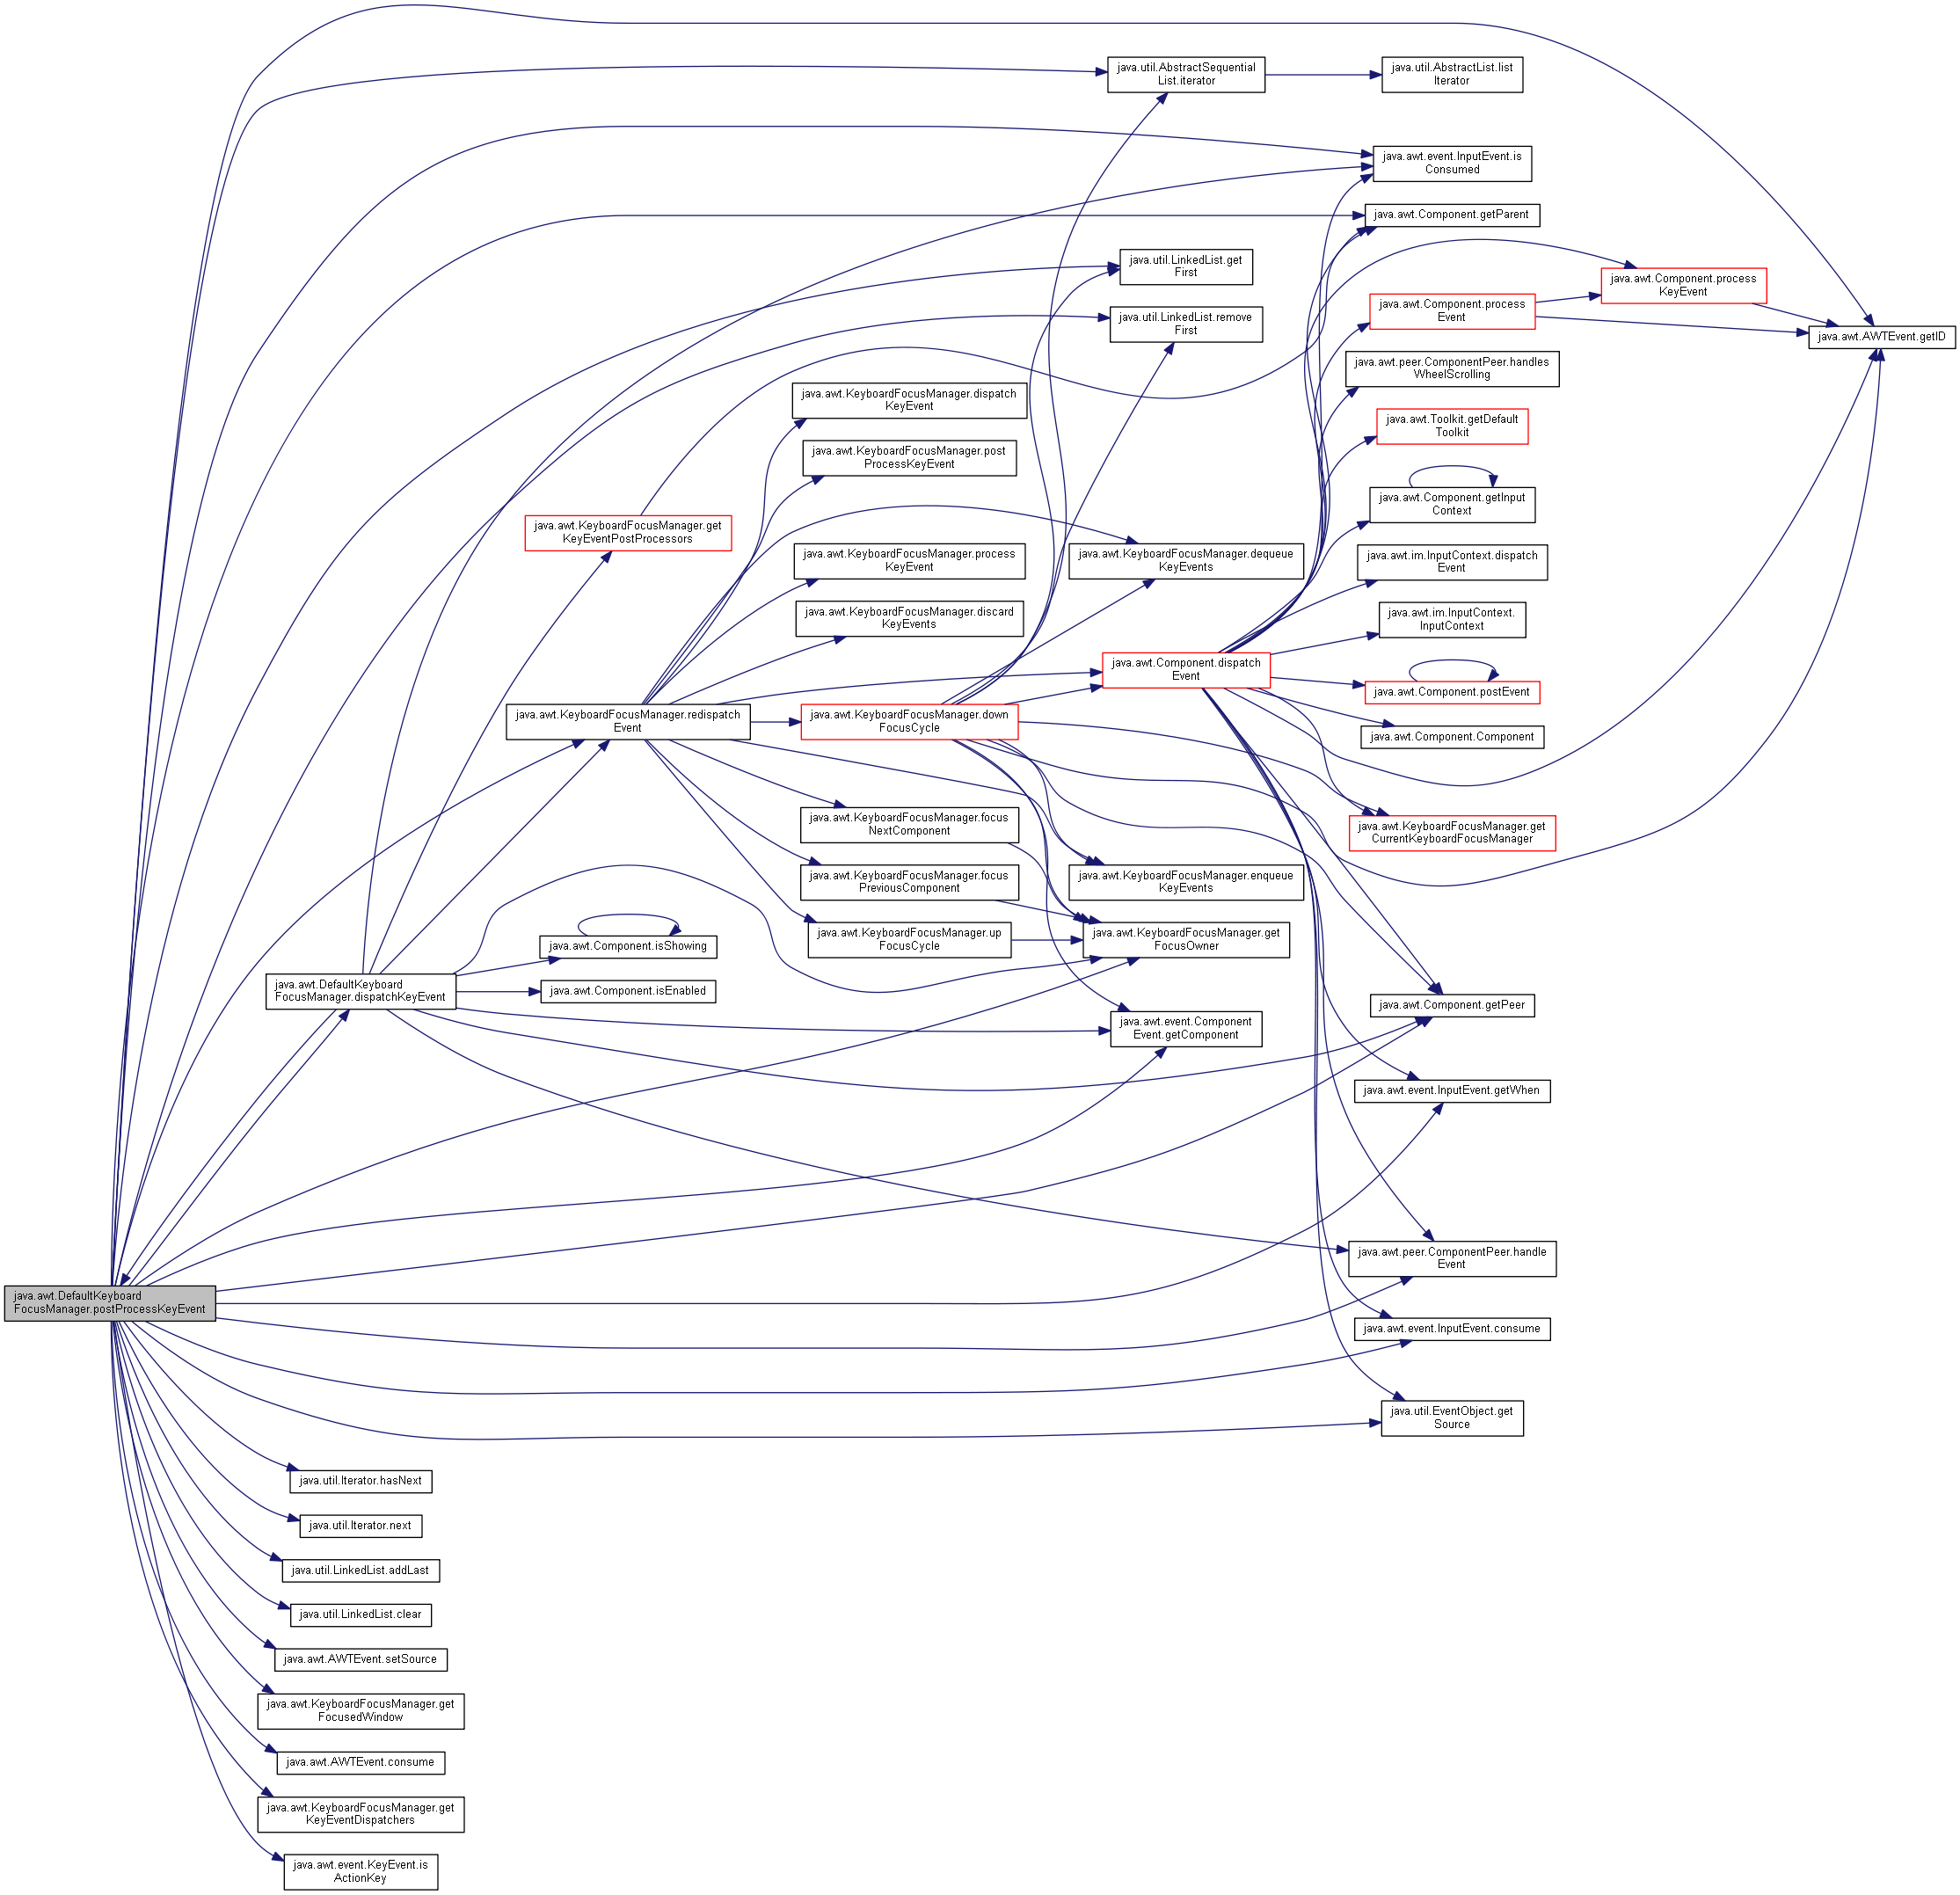 java.util.AbstractSequential
List.iterator
java.util.AbstractList.list
Iterator
java.awt.event.InputEvent.is
Consumed
java.awt.Component.getParent
java.util.LinkedList.get
First
java.awt.Component.process
KeyEvent
java.awt.Component.process
Event
java.util.LinkedList.remove
First
java.awt.AWTEvent.getID
java.awt.peer.ComponentPeer.handles
WheelScrolling
java.awt.KeyboardFocusManager.dispatch
KeyEvent
java.awt.Toolkit.getDefault
Toolkit
java.awt.KeyboardFocusManager.post
ProcessKeyEvent
java.awt.Component.getInput
Context
java.awt.KeyboardFocusManager.get
KeyEventPostProcessors
java.awt.KeyboardFocusManager.process
KeyEvent
java.awt.KeyboardFocusManager.dequeue
KeyEvents
java.awt.im.InputContext.dispatch
Event
java.awt.KeyboardFocusManager.discard
KeyEvents
java.awt.im.InputContext.
InputContext
java.awt.Component.dispatch
Event
java.awt.Component.postEvent
java.awt.KeyboardFocusManager.redispatch
Event
java.awt.KeyboardFocusManager.down
FocusCycle
java.awt.Component.Component
java.awt.KeyboardFocusManager.focus
NextComponent
java.awt.KeyboardFocusManager.get
CurrentKeyboardFocusManager
java.awt.KeyboardFocusManager.focus
PreviousComponent
java.awt.KeyboardFocusManager.enqueue
KeyEvents
java.awt.KeyboardFocusManager.up
FocusCycle
java.awt.KeyboardFocusManager.get
FocusOwner
java.awt.Component.isShowing
java.awt.DefaultKeyboard
FocusManager.dispatchKeyEvent
java.awt.Component.isEnabled
java.awt.Component.getPeer
java.awt.event.Component
Event.getComponent
java.awt.event.InputEvent.getWhen
java.awt.peer.ComponentPeer.handle
Event
java.awt.DefaultKeyboard
FocusManager.postProcessKeyEvent
java.awt.event.InputEvent.consume
java.util.EventObject.get
Source
java.util.Iterator.hasNext
java.util.Iterator.next
java.util.LinkedList.addLast
java.util.LinkedList.clear
java.awt.AWTEvent.setSource
java.awt.KeyboardFocusManager.get
FocusedWindow
java.awt.AWTEvent.consume
java.awt.KeyboardFocusManager.get
KeyEventDispatchers
java.awt.event.KeyEvent.is
ActionKey